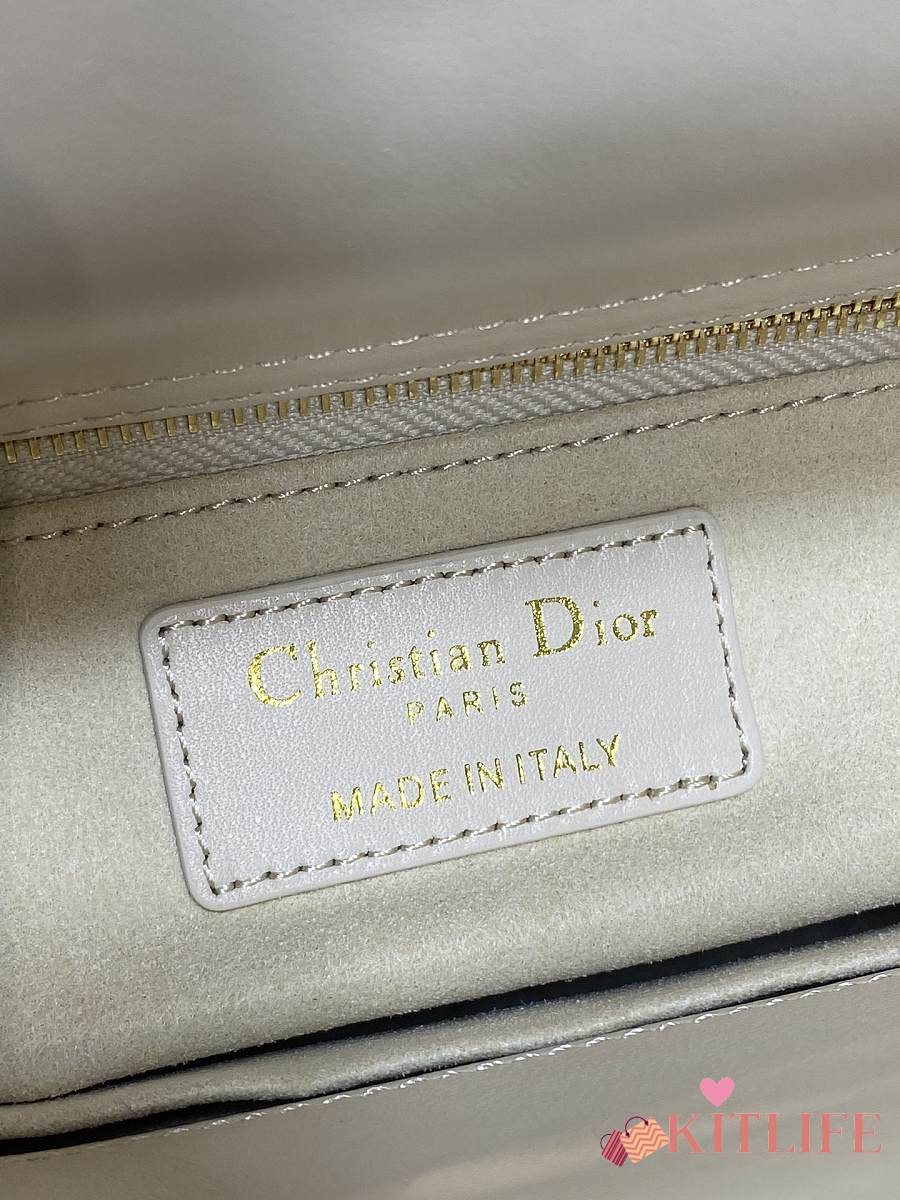 Christian Dior
PARIS
MADE IN ITALY
KITLIFE